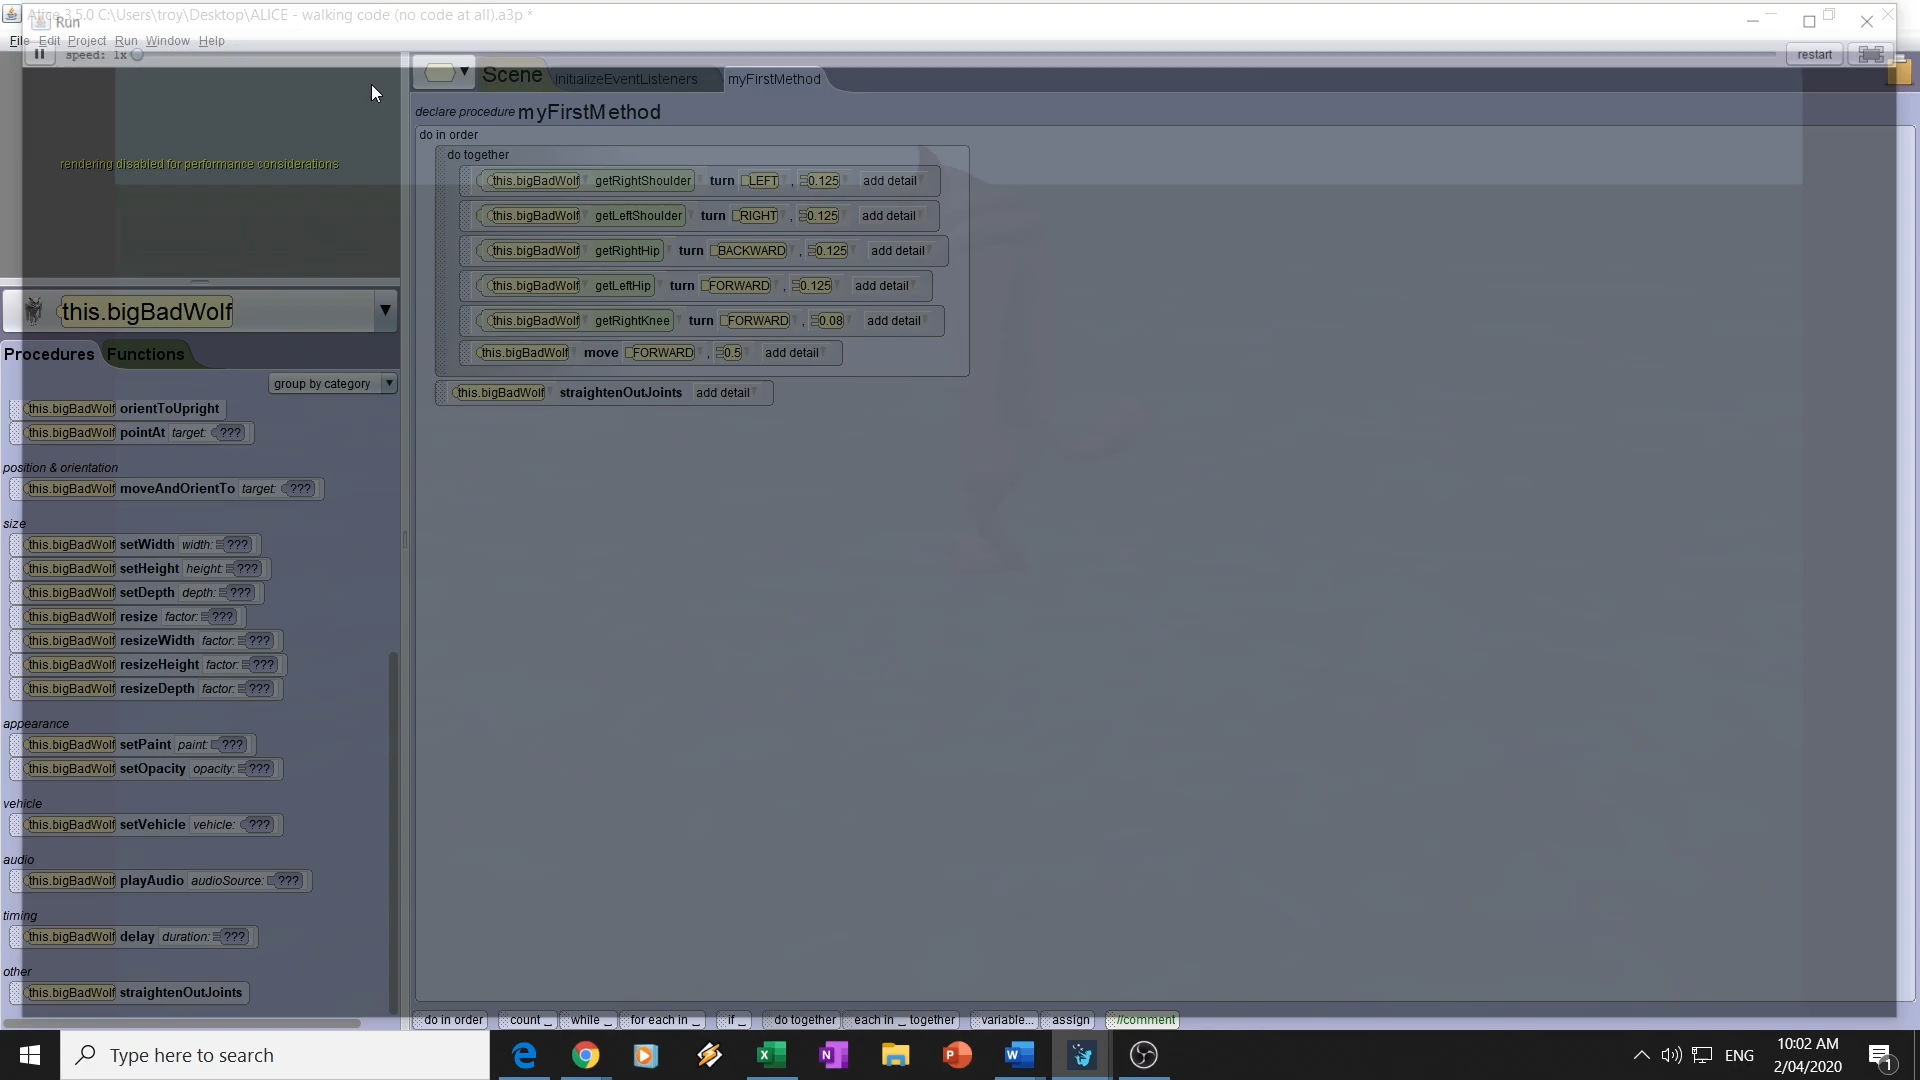 Alice 3.5.0 C:\Users\troy\Desktop\ALICE - walking code (no code at all).a3p *
Run
File Edit Project Run Window Help
speed: 1x
restart
Scene initializeEventListeners myFirstMethod
declare procedure myFirstMethod
do in order
do together
rendering disabled for performance considerations
this.bigBadWolf getRightShoulder turn LEFT , 0.125 add detail
this.bigBadWolf getLeftShoulder turn RIGHT , 0.125 add detail
this.bigBadWolf getRightHip turn BACKWARD , 0.125 add detail
this.bigBadWolf getLeftHip turn FORWARD , 0.125 add detail
this.bigBadWolf getRightKnee turn FORWARD , 0.08 add detail
this.bigBadWolf move FORWARD , 0.5 add detail
this.bigBadWolf straightenOutJoints add detail
this.bigBadWolf
Procedures Functions
group by category
this.bigBadWolf orientToUpright
this.bigBadWolf pointAt target: ???
position & orientation
this.bigBadWolf moveAndOrientTo target: ???
size
this.bigBadWolf setWidth width: ???
this.bigBadWolf setHeight height: ???
this.bigBadWolf setDepth depth: ???
this.bigBadWolf resize factor: ???
this.bigBadWolf resizeWidth factor: ???
this.bigBadWolf resizeHeight factor: ???
this.bigBadWolf resizeDepth factor: ???
appearance
this.bigBadWolf setPaint paint: ???
this.bigBadWolf setOpacity opacity: ???
vehicle
this.bigBadWolf setVehicle vehicle: ???
audio
this.bigBadWolf playAudio audioSource: ???
timing
this.bigBadWolf delay duration: ???
other
this.bigBadWolf straightenOutJoints
do in order count _ while _ for each in _ if _ do together each in _ together variable... assign //comment
Type here to search
ENG
10:02 AM
2/04/2020
1